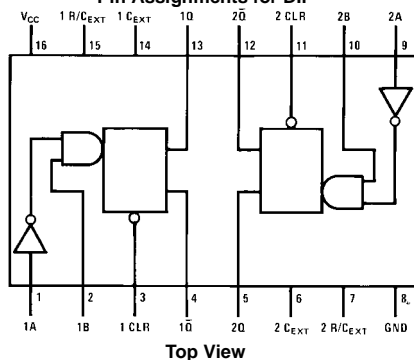 Pin Assignments for DIP
VCC 1 R/CEXT 1 CEXT 1Q 2Q̄ 2 CLR 2B 2A
16 15 14 13 12 11 10 9
1 2 3 4 5 6 7 8
1A 1B 1 CLR 1Q̄ 2Q 2 CEXT 2 R/CEXT GND
Top View